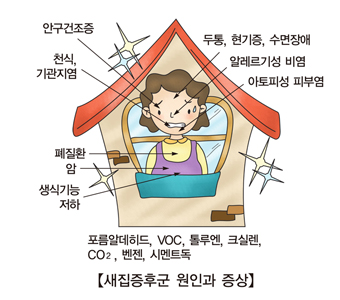 안구건조증
두통, 현기증, 수면장애
천식,
기관지염
알레르기성 비염
아토피성 피부염
폐질환
암
생식기능
저하
포름알데히드, VOC, 톨루엔, 크실렌,
CO₂, 벤젠, 시멘트독
【새집증후군 원인과 증상】